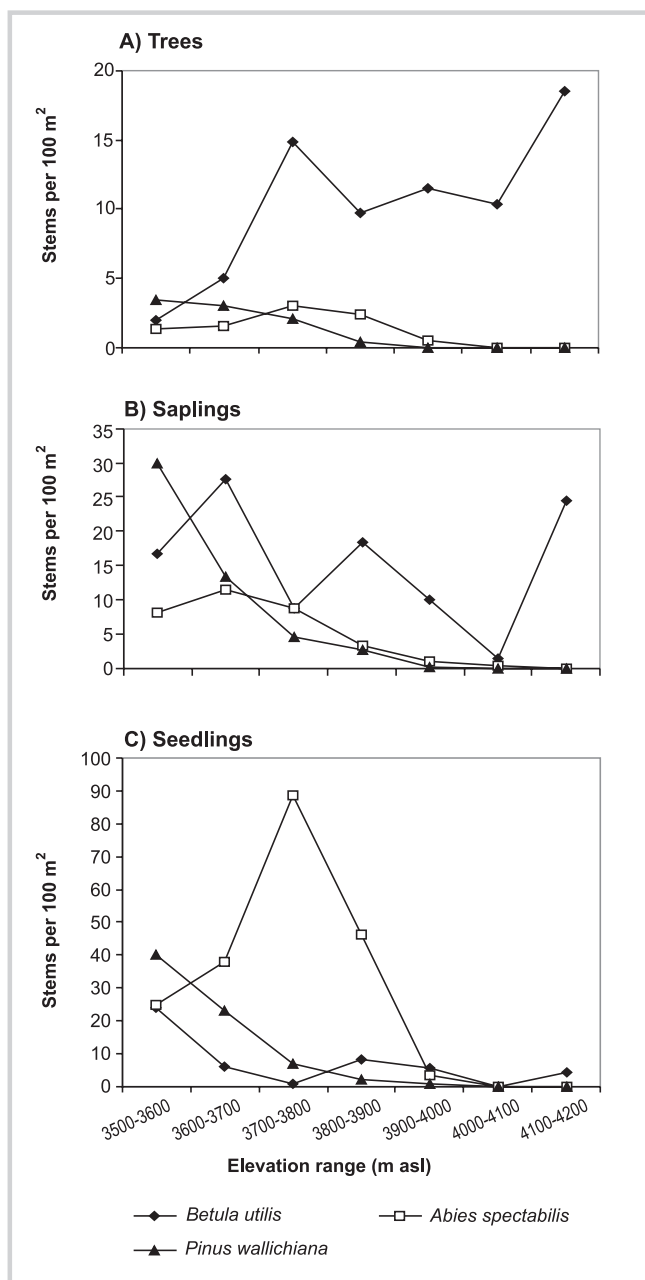 A) Trees
Stems per 100 m²
20
15
10
5
0
B) Saplings
Stems per 100 m²
35
30
25
20
15
10
5
0
C) Seedlings
Stems per 100 m²
100
90
80
70
60
50
40
30
20
10
0
3500-3600 3600-3700 3700-3800 3800-3900 3900-4000 4000-4100 4100-4200
Elevation range (m asl)
Betula utilis Abies spectabilis
Pinus wallichiana